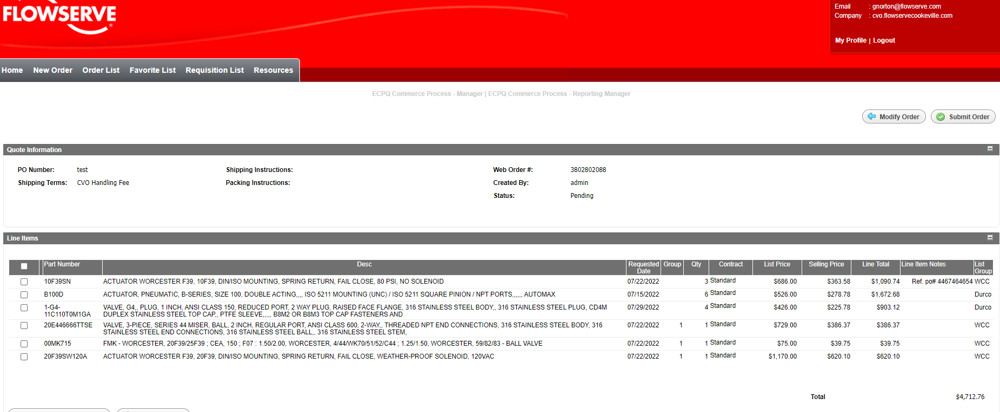 FLOWSERVE
Email : gnorton@flowserve.com
Company : cvo.flowservecookeville.com
My Profile | Logout
Home New Order Order List Favorite List Requisition List Resources
ECPQ Commerce Process - Manager | ECPQ Commerce Process - Reporting Manager
Modify Order Submit Order
Quote Information
PO Number: test Shipping Instructions: Web Order #: 3802802088
Shipping Terms: CVO Handling Fee Packing Instructions: Created By: admin
Status: Pending
Line Items
Part Number Desc Requested Date Group Qty Contract List Price Selling Price Line Total Line Item Notes List Group
10F39SN ACTUATOR WORCESTER F39, 10F39, DIN/ISO MOUNTING, SPRING RETURN, FAIL CLOSE, 80 PSI, NO SOLENOID 07/22/2022 3 Standard $686.00 $363.58 $1,090.74 Ref. po# 4467464654 WCC
B100D ACTUATOR, PNEUMATIC, B-SERIES, SIZE 100, DOUBLE ACTING,,,, ISO 5211 MOUNTING (UNC) / ISO 5211 SQUARE PINION / NPT PORTS,,,,,, AUTOMAX 07/15/2022 6 Standard $526.00 $278.78 $1,672.68 Durco
1-G4- VALVE, G4,, PLUG, 1 INCH, ANSI CLASS 150, REDUCED PORT, 2 WAY PLUG, RAISED FACE FLANGE, 316 STAINLESS STEEL BODY,, 316 STAINLESS STEEL PLUG, CD4M 07/29/2022 4 Standard $426.00 $225.78 $903.12 Durco
11C110T0M1GA DUPLEX STAINLESS STEEL TOP CAP,, PTFE SLEEVE,,,,, B8M2 OR B8M3 TOP CAP FASTENERS AND
20E446666TTSE VALVE, 3-PIECE, SERIES 44 MISER, BALL, 2 INCH, REGULAR PORT, ANSI CLASS 600, 2-WAY,, THREADED NPT END CONNECTIONS, 316 STAINLESS STEEL BODY, 316 07/22/2022 1 1 Standard $729.00 $386.37 $386.37 WCC
STAINLESS STEEL END CONNECTIONS, 316 STAINLESS STEEL BALL,, 316 STAINLESS STEEL STEM,
00MK715 FMK - WORCESTER, 20F39/25F39 ; CEA, 150 ; F07 : 1.50/2.00, WORCESTER, 4/44/WK70/51/52/C44 ; 1.25/1.50, WORCESTER, 59/82/83 - BALL VALVE 07/22/2022 1 1 Standard $75.00 $39.75 $39.75 WCC
20F39SW120A ACTUATOR WORCESTER F39, 20F39, DIN/ISO MOUNTING, SPRING RETURN, FAIL CLOSE, WEATHER-PROOF SOLENOID, 120VAC 07/22/2022 1 1 Standard $1,170.00 $620.10 $620.10 WCC
Total $4,712.76